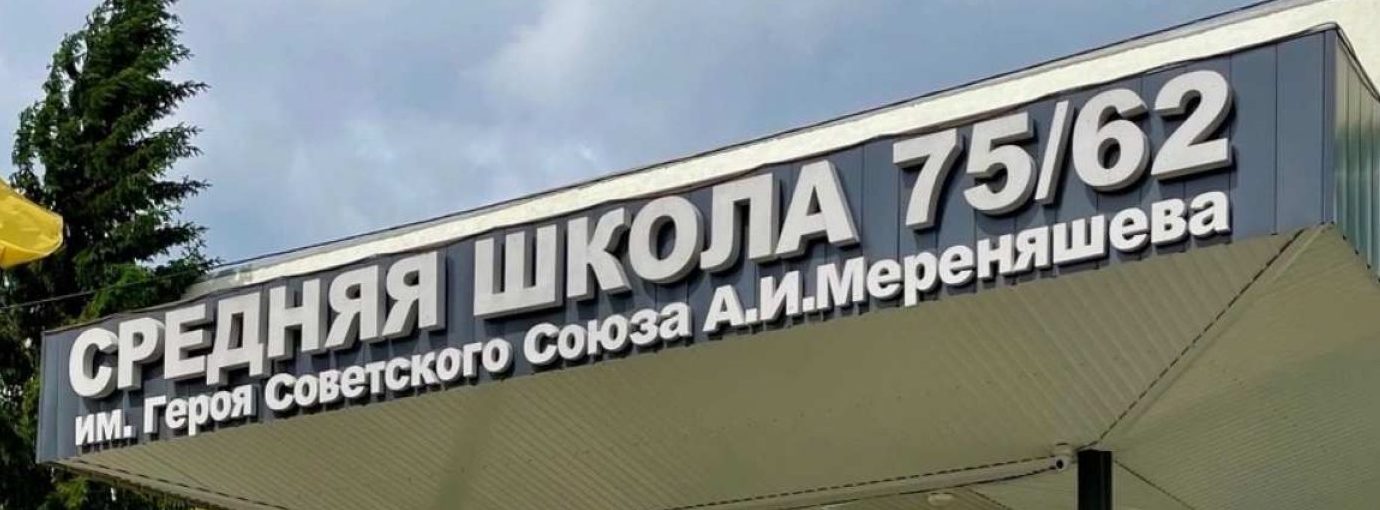 СРЕДНЯЯ ШКОЛА 75/62
им. Героя Советского Союза А.И.Мереняшева